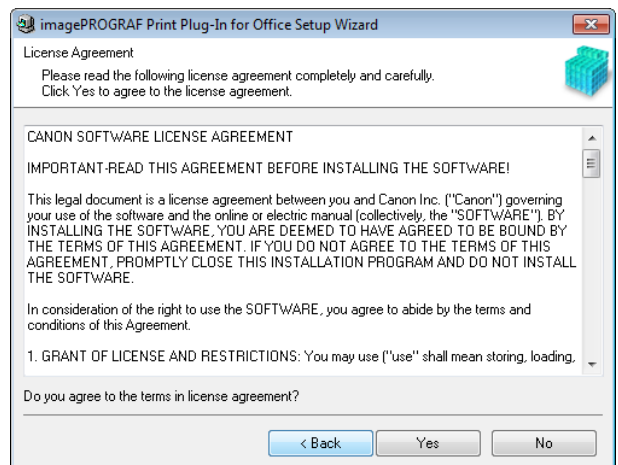 imagePROGRAF Print Plug-In for Office Setup Wizard
License Agreement
Please read the following license agreement completely and carefully.
Click Yes to agree to the license agreement.
CANON SOFTWARE LICENSE AGREEMENT
IMPORTANT-READ THIS AGREEMENT BEFORE INSTALLING THE SOFTWARE!
This legal document is a license agreement between you and Canon Inc. ("Canon") governing
your use of the software and the online or electric manual (collectively, the "SOFTWARE"). BY
INSTALLING THE SOFTWARE, YOU ARE DEEMED TO HAVE AGREED TO BE BOUND BY
THE TERMS OF THIS AGREEMENT. IF YOU DO NOT AGREE TO THE TERMS OF THIS
AGREEMENT, PROMPTLY CLOSE THIS INSTALLATION PROGRAM AND DO NOT INSTALL
THE SOFTWARE.
In consideration of the right to use the SOFTWARE, you agree to abide by the terms and
conditions of this Agreement.
1. GRANT OF LICENSE AND RESTRICTIONS: You may use ("use" shall mean storing, loading,
Do you agree to the terms in license agreement?
< Back Yes No